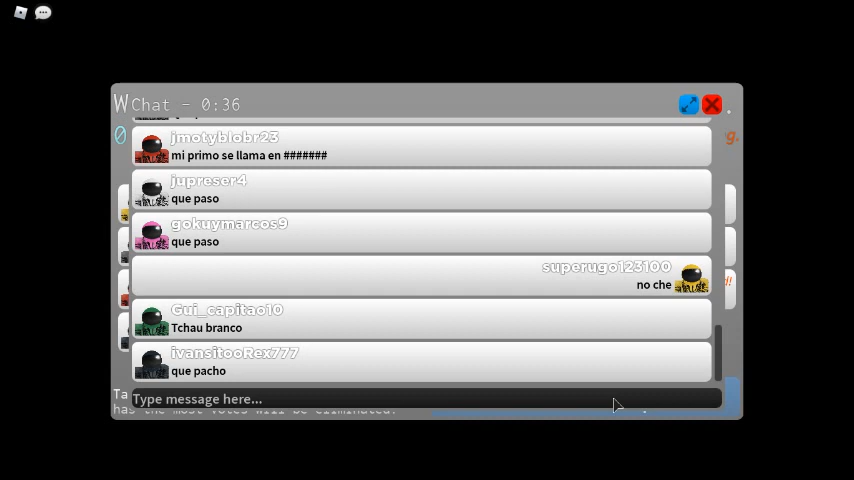 Chat - 0:36
jmotyblobr23
mi primo se llama en #######
jupreser4
que paso
gokuymarcos9
que paso
superugo123100
no che
Gui_capitao10
Tchau branco
ivansitooRex777
que pacho
Type message here...
has the most votes will be eliminated.